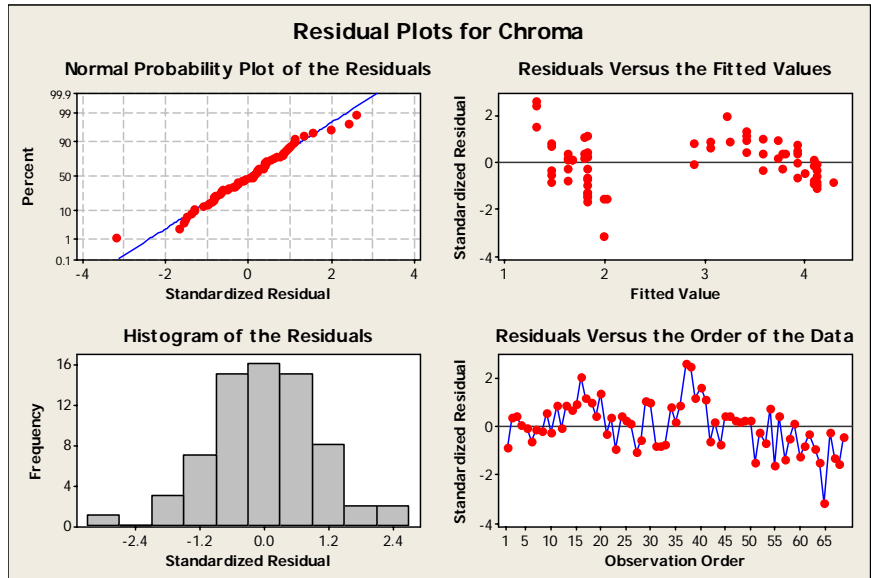 Residual Plots for Chroma
Normal Probability Plot of the Residuals
99.9
99
90
50
10
1
0.1
Percent
-4 -2 0 2 4
Standardized Residual
Residuals Versus the Fitted Values
2
0
-2
-4
Standardized Residual
1 2 3 4
Fitted Value
Histogram of the Residuals
16
12
8
4
0
Frequency
-2.4 -1.2 0.0 1.2 2.4
Standardized Residual
Residuals Versus the Order of the Data
2
0
-2
-4
Standardized Residual
1 5 10 15 20 25 30 35 40 45 50 55 60 65
Observation Order